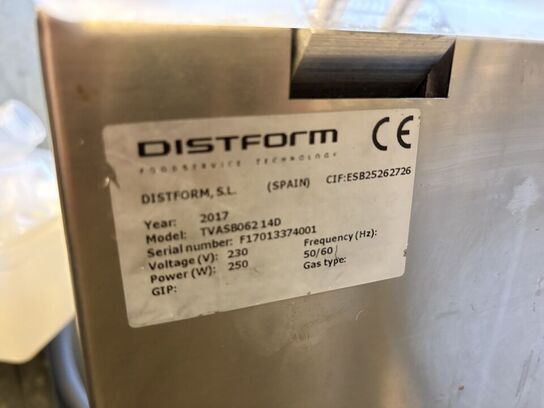 DISTFORM
FOODSERVICE TECHNOLOGY
CE
DISTFORM, S.L. (SPAIN) CIF:ESB25262726
Year: 2017
Model: TVASB062 14D
Serial number: F17013374001
Voltage (V): 230 Frequency (Hz): 50/60
Power (W): 250 Gas type:
GIP: